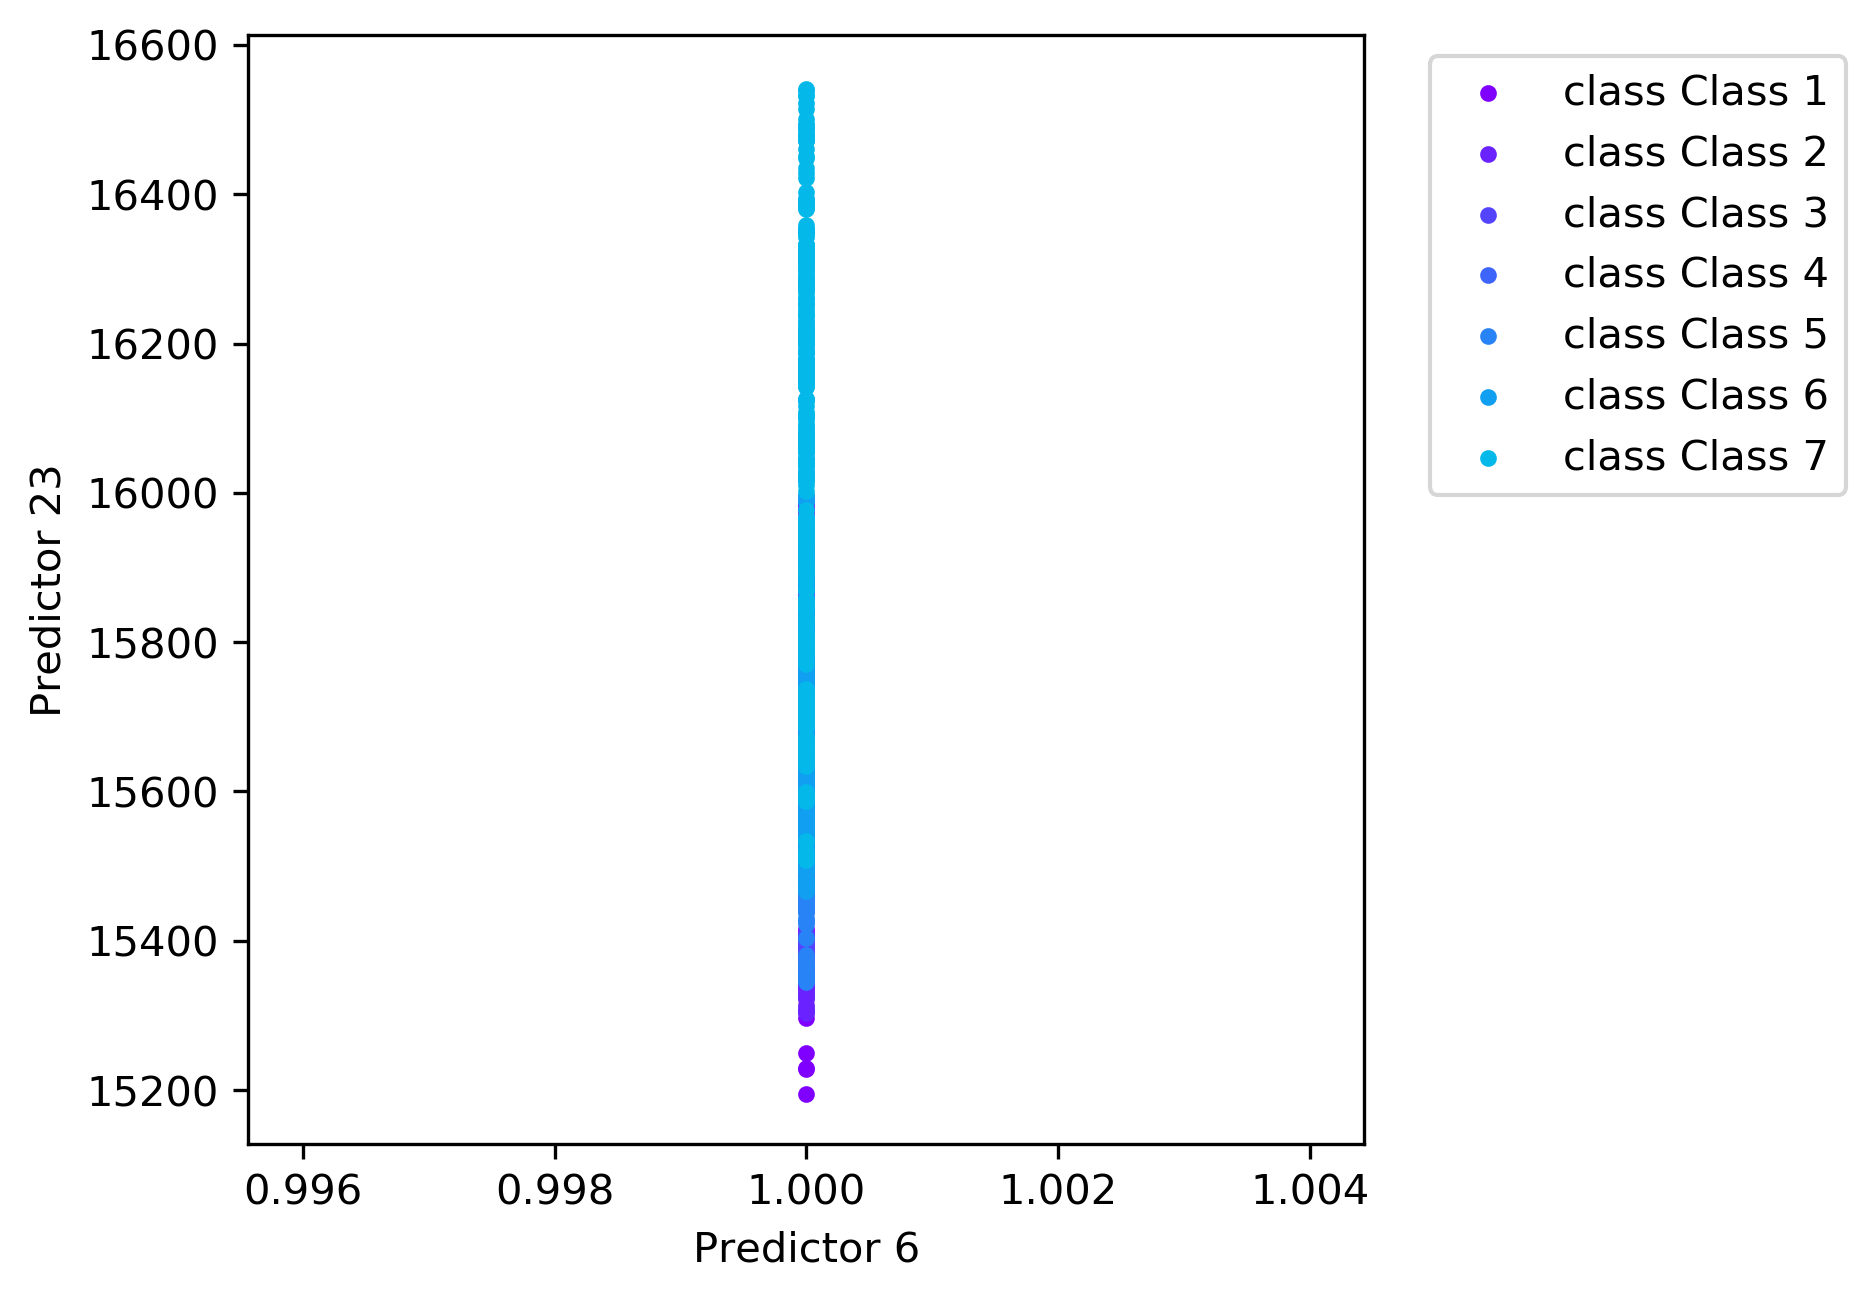 16600
16400
16200
16000
15800
15600
15400
15200
Predictor 23
0.996 0.998 1.000 1.002 1.004
Predictor 6
class Class 1
class Class 2
class Class 3
class Class 4
class Class 5
class Class 6
class Class 7